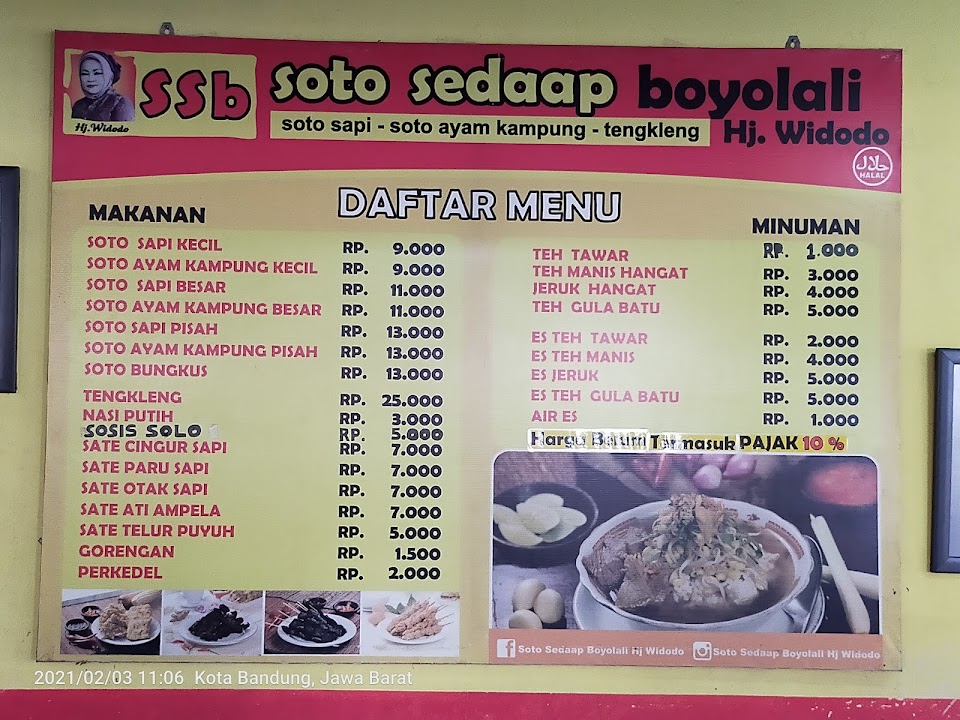 Hj.Widodo
SSb
soto sedaap boyolali
soto sapi - soto ayam kampung - tengkleng
Hj. Widodo
حلال
HALAL
DAFTAR MENU
MAKANAN
SOTO SAPI KECIL RP. 9.000
SOTO AYAM KAMPUNG KECIL RP. 9.000
SOTO SAPI BESAR RP. 11.000
SOTO AYAM KAMPUNG BESAR RP. 11.000
SOTO SAPI PISAH RP. 13.000
SOTO AYAM KAMPUNG PISAH RP. 13.000
SOTO BUNGKUS RP. 13.000
TENGKLENG RP. 25.000
NASI PUTIH RP. 3.000
SOSIS SOLO RP. 5.000
SATE CINGUR SAPI RP. 7.000
SATE PARU SAPI RP. 7.000
SATE OTAK SAPI RP. 7.000
SATE ATI AMPELA RP. 7.000
SATE TELUR PUYUH RP. 5.000
GORENGAN RP. 1.500
PERKEDEL RP. 2.000
MINUMAN
TEH TAWAR RP. 1.000
TEH MANIS HANGAT RP. 3.000
JERUK HANGAT RP. 4.000
TEH GULA BATU RP. 5.000
ES TEH TAWAR RP. 2.000
ES TEH MANIS RP. 4.000
ES JERUK RP. 5.000
ES TEH GULA BATU RP. 5.000
AIR ES RP. 1.000
Harga Belum Termasuk PAJAK 10 %
Soto Sedaap Boyolali Hj Widodo
Soto Sedaap Boyolali Hj Widodo
2021/02/03 11:06 Kota Bandung, Jawa Barat